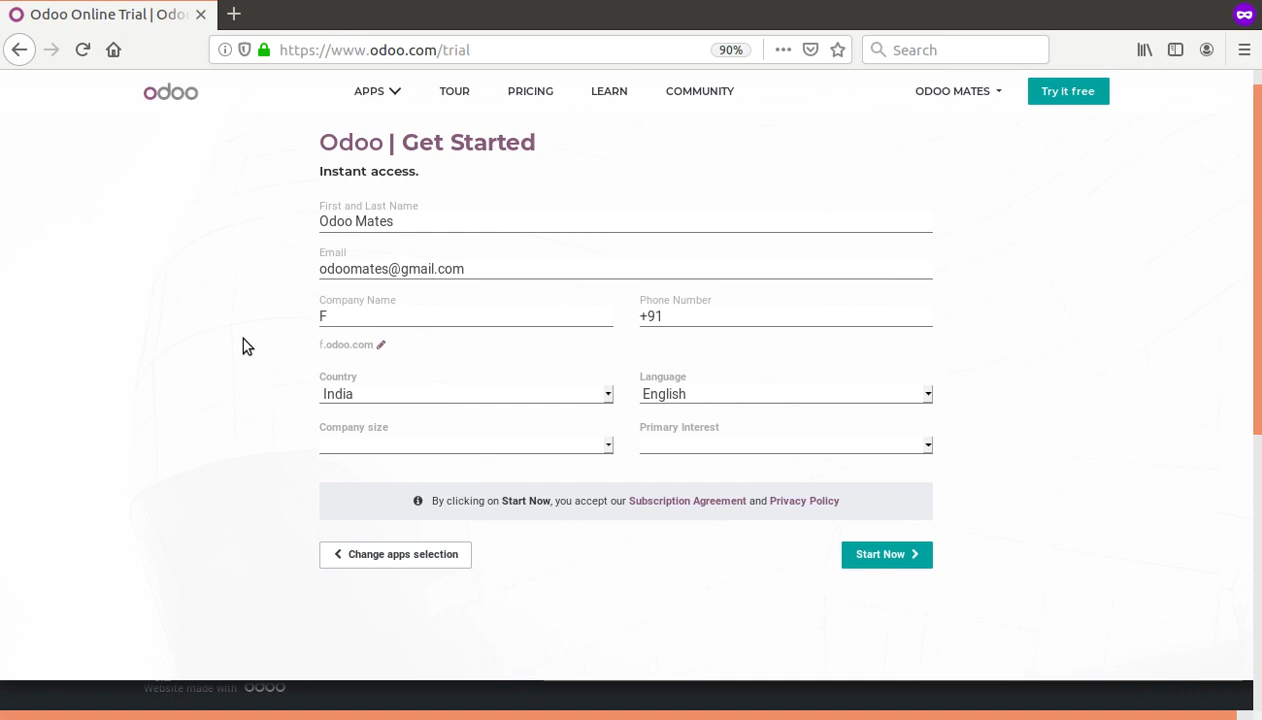 Odoo Online Trial | Odoo
https://www.odoo.com/trial
90%
Search
odoo
APPS
TOUR
PRICING
LEARN
COMMUNITY
ODOO MATES
Try it free
Odoo | Get Started
Instant access.
First and Last Name
Odoo Mates
Email
odoomates@gmail.com
Company Name
Phone Number
F
+91
f.odoo.com
Country
Language
India
English
Company size
Primary Interest
By clicking on Start Now, you accept our Subscription Agreement and Privacy Policy
Change apps selection
Start Now
Website made with odoo